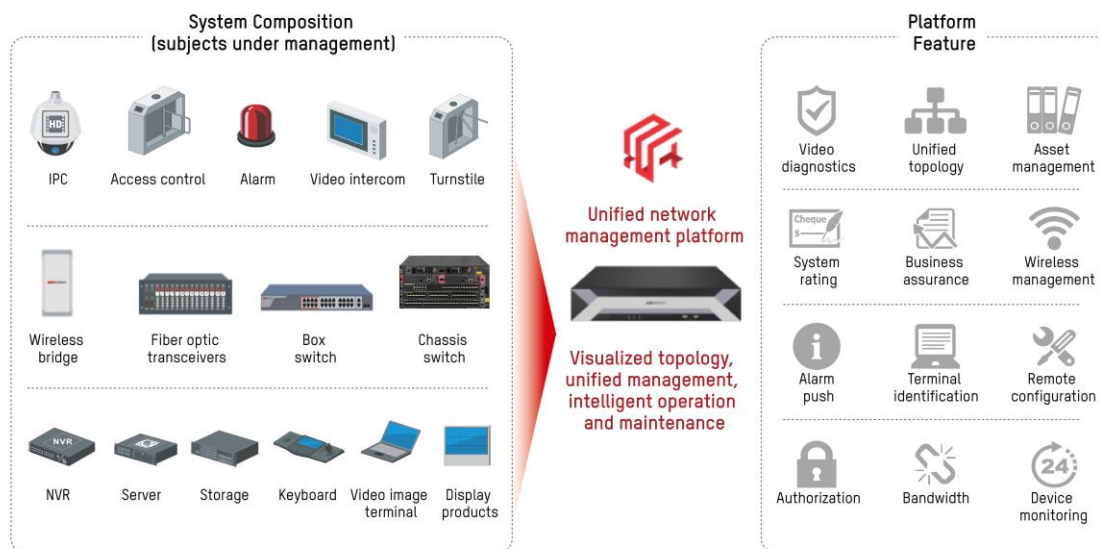 System Composition
(subjects under management)
HD
IPC
Access control
Alarm
Video intercom
Turnstile
Wireless
bridge
Fiber optic
transceivers
Box
switch
Chassis
switch
NVR
NVR
Server
Storage
Keyboard
Video image
terminal
Display
products
Unified network
management platform
Visualized topology,
unified management,
intelligent operation
and maintenance
Platform
Feature
Video
diagnostics
Unified
topology
Asset
management
Cheque
$
System
rating
Business
assurance
Wireless
management
Alarm
push
Terminal
identification
Remote
configuration
Authorization
Bandwidth
24
Device
monitoring